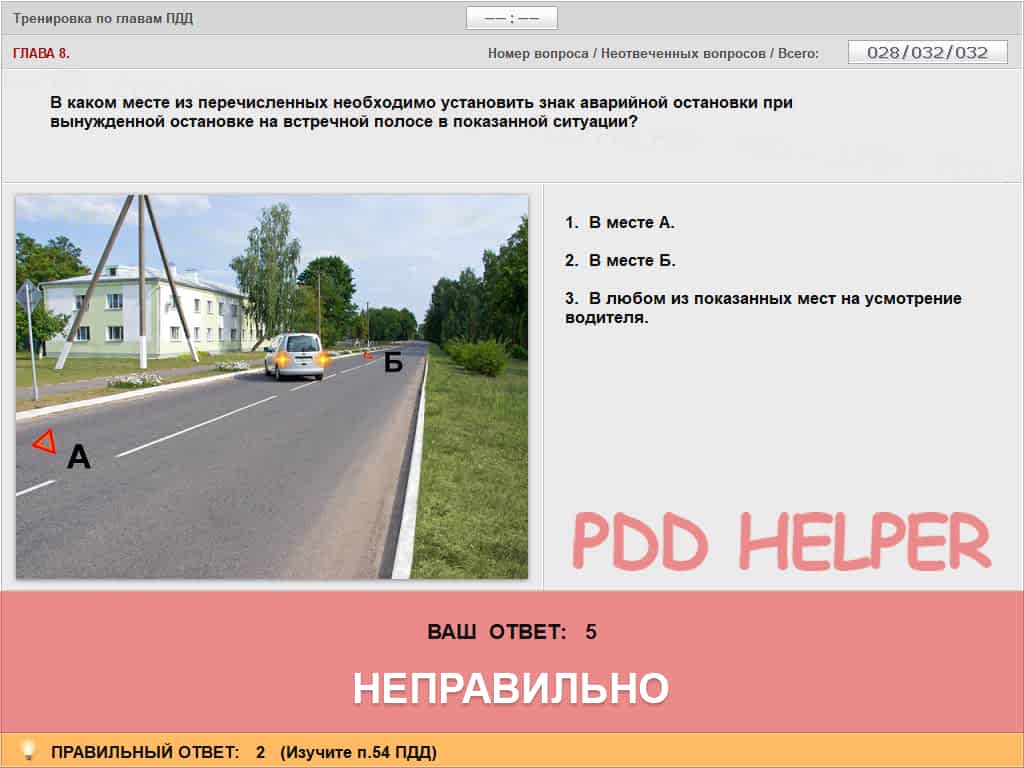 Тренировка по главам ПДД
−− : −−
ГЛАВА 8.
Номер вопроса / Неотвеченных вопросов / Всего:
028/032/032
В каком месте из перечисленных необходимо установить знак аварийной остановки при
вынужденной остановке на встречной полосе в показанной ситуации?
А
Б
1. В месте А.
2. В месте Б.
3. В любом из показанных мест на усмотрение
водителя.
PDD HELPER
ВАШ ОТВЕТ: 5
НЕПРАВИЛЬНО
ПРАВИЛЬНЫЙ ОТВЕТ: 2 (Изучите п.54 ПДД)